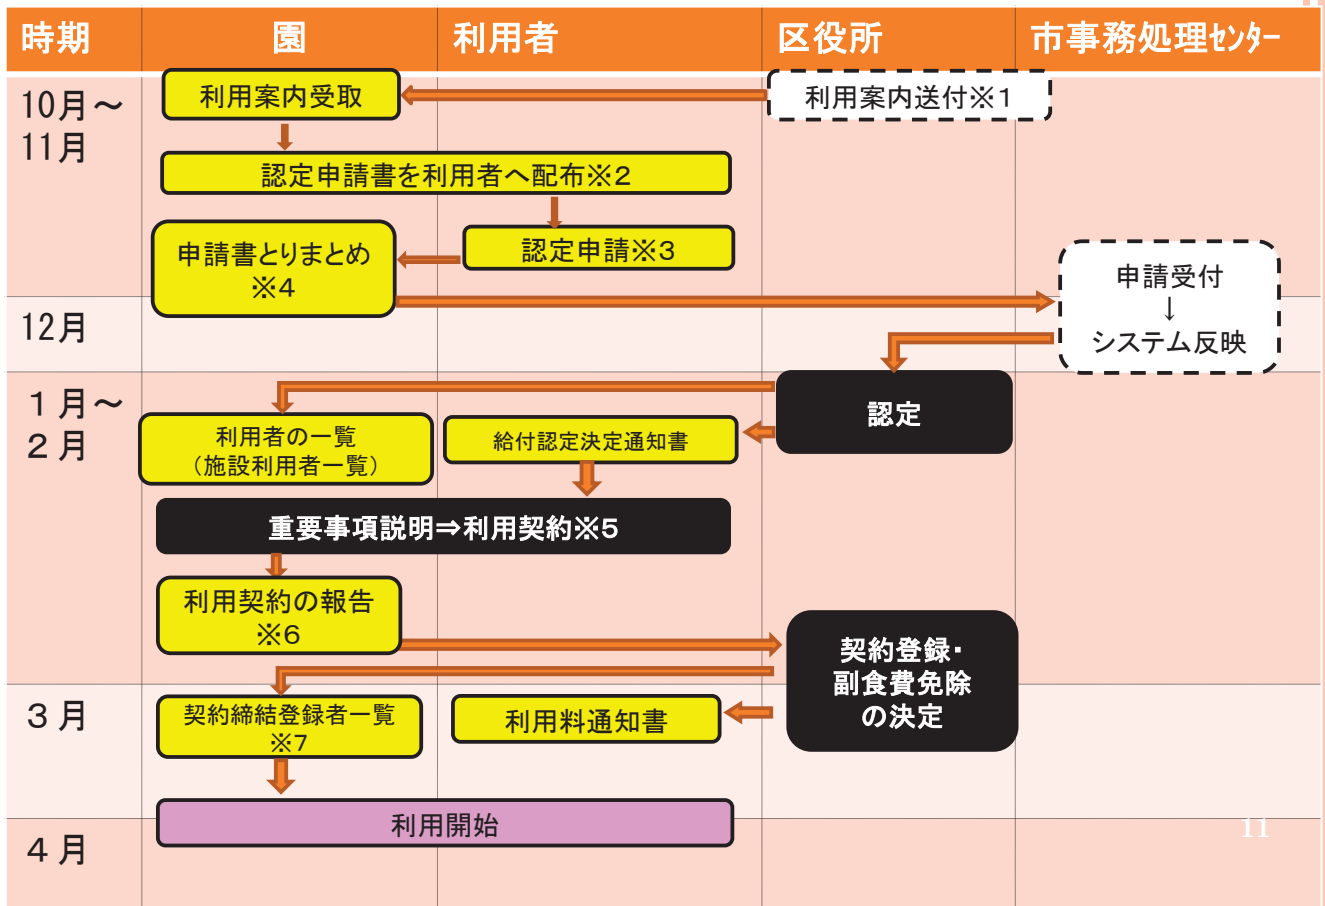 時期 園 利用者 区役所 市事務処理ｾﾝﾀｰ
10月～
11月
利用案内受取
利用案内送付※1
認定申請書を利用者へ配布※2
認定申請※3
申請書とりまとめ
※4
申請受付
↓
システム反映
12月
1月～
2月
認定
利用者の一覧
（施設利用者一覧）
給付認定決定通知書
重要事項説明⇒利用契約※5
利用契約の報告
※6
契約登録・
副食費免除
の決定
3月
契約締結登録者一覧
※7
利用料通知書
利用開始
11
4月